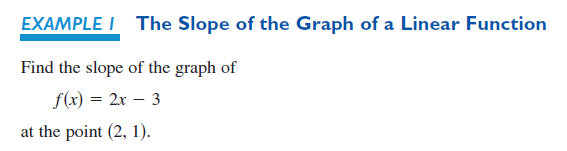 EXAMPLE 1 The Slope of the Graph of a Linear Function
Find the slope of the graph of
f(x) = 2x − 3
at the point (2, 1).